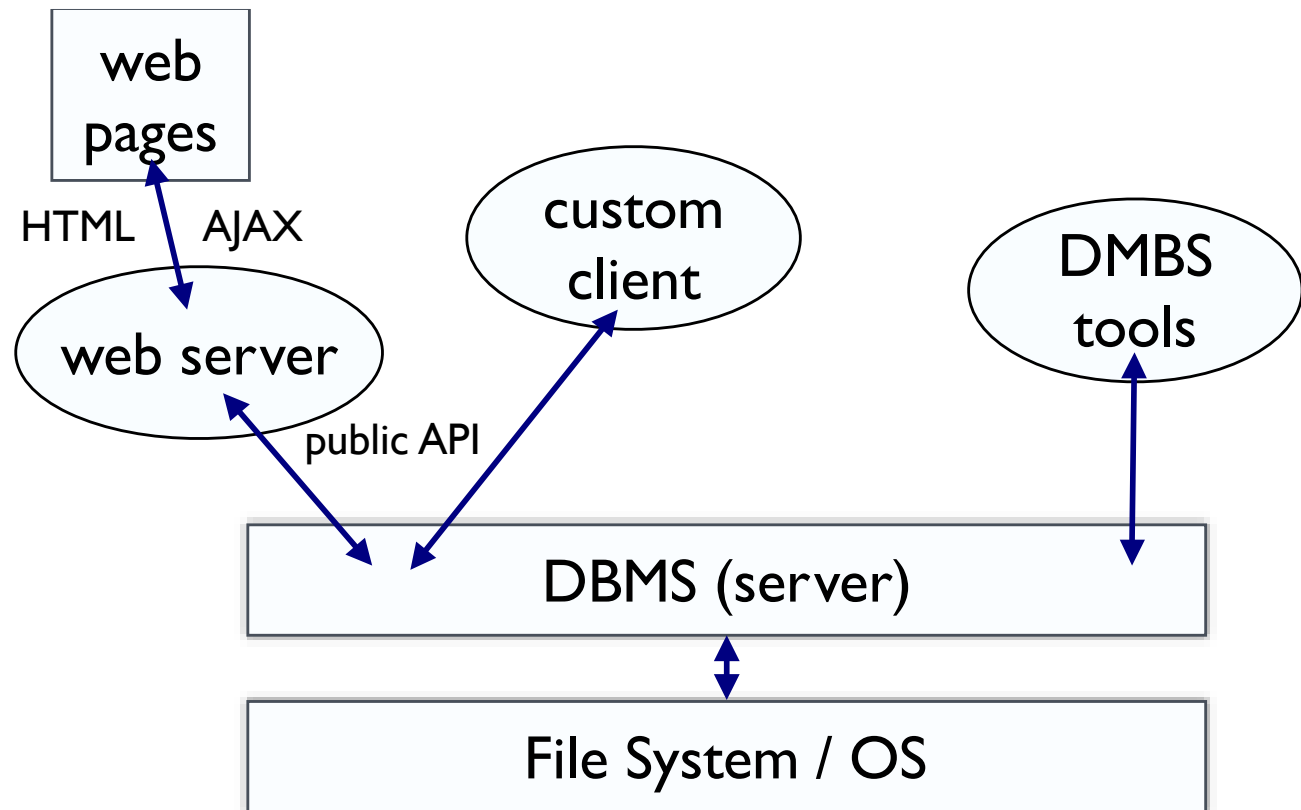 web
pages
HTML
AJAX
web server
custom
client
DMBS
tools
public API
DBMS (server)
File System / OS